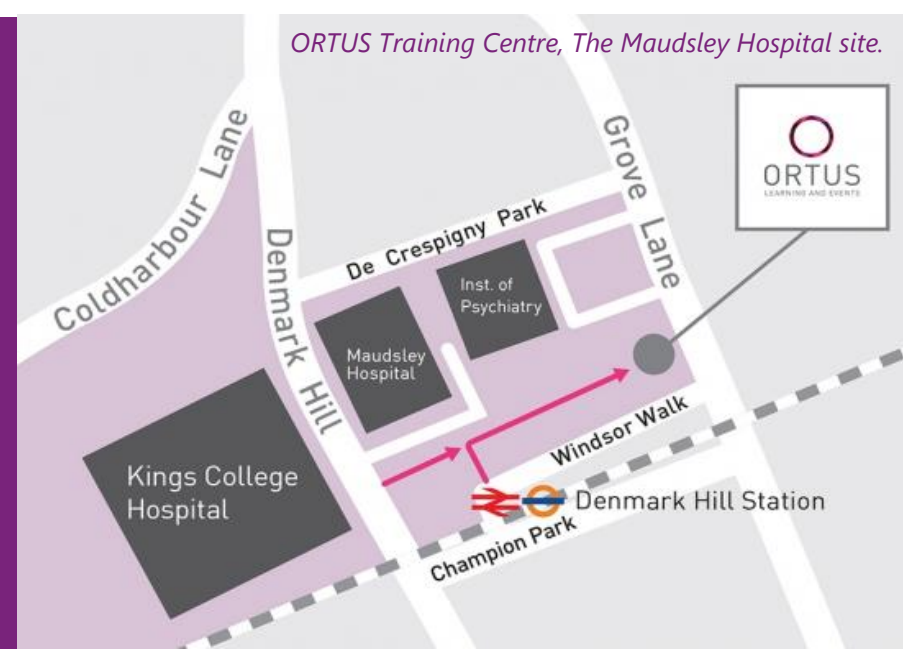 ORTUS Training Centre, The Maudsley Hospital site.
Coldharbour Lane
Denmark Hill
De Crespigny Park
Grove Lane
ORTUS
LEARNING AND EVENTS
Inst. of
Psychiatry
Maudsley
Hospital
Kings College
Hospital
Windsor Walk
Denmark Hill Station
Champion Park